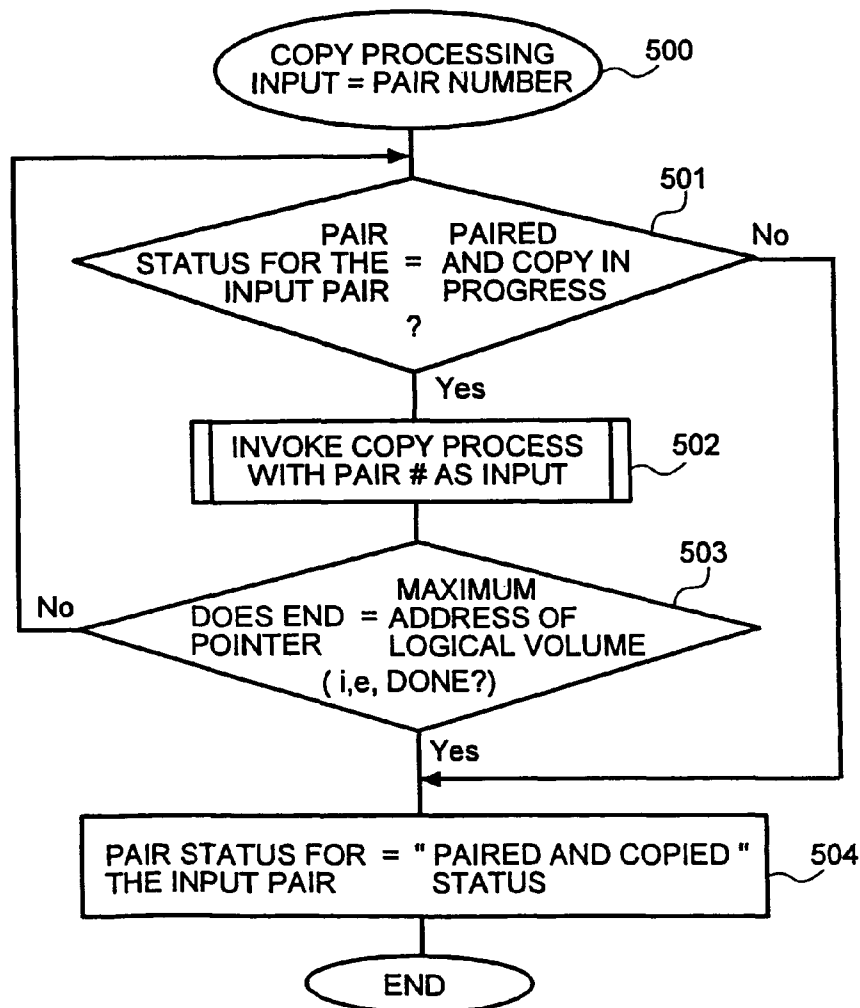 COPY PROCESSING
INPUT = PAIR NUMBER
500
501
PAIR PAIRED
STATUS FOR THE = AND COPY IN
INPUT PAIR PROGRESS
?
No
Yes
INVOKE COPY PROCESS
WITH PAIR # AS INPUT
502
503
No
MAXIMUM
DOES END = ADDRESS OF
POINTER LOGICAL VOLUME
( i,e, DONE?)
Yes
PAIR STATUS FOR = " PAIRED AND COPIED "
THE INPUT PAIR STATUS
504
END